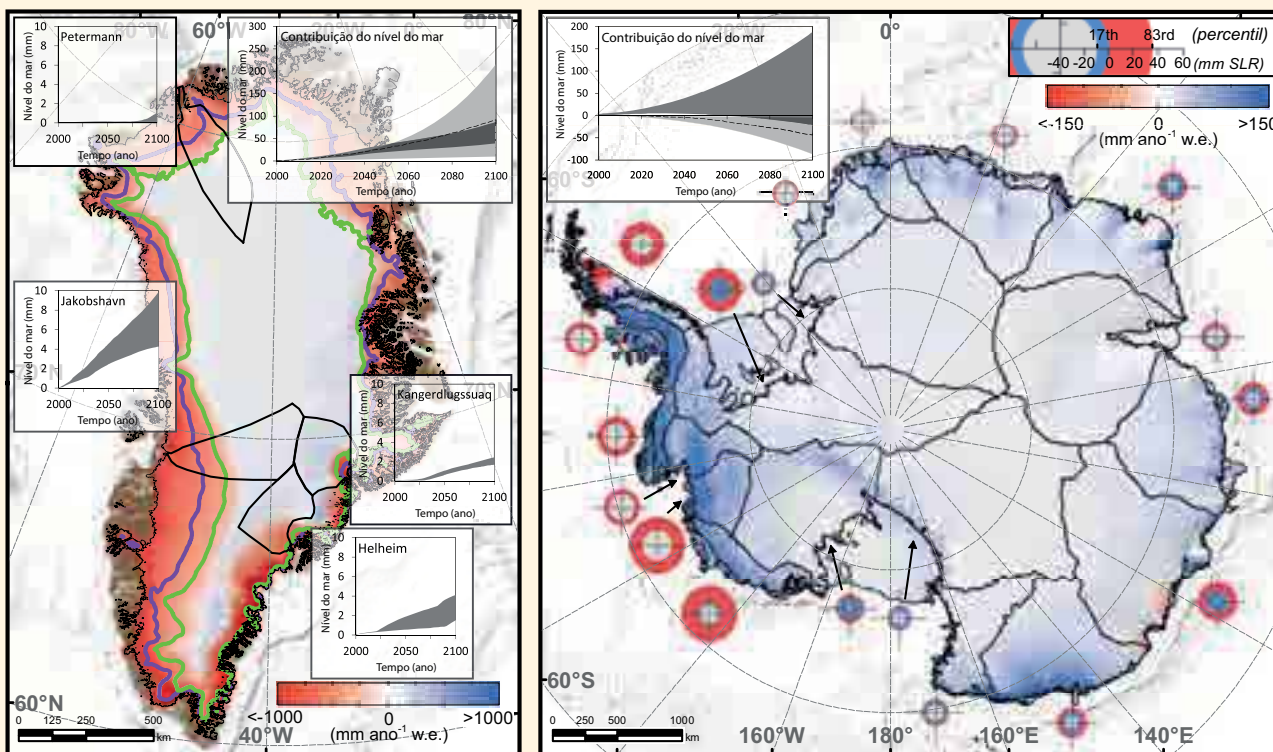 80°W
60°W
20°W
80°N
Petermann
Nível do mar (mm)
10
8
6
4
2
0
2000 2050 2100
Tempo (ano)
Contribuição do nível do mar
Nível do mar (mm)
300
250
200
150
100
50
0
2000 2020 2040 2060 2080 2100
Tempo (ano)
Jakobshavn
Nível do mar (mm)
10
8
6
4
2
0
2000 2050 2100
Tempo (ano)
70°N
Kangerdlugssuaq
Nível do mar (mm)
10
8
6
4
2
0
2000 2050 2100
Tempo (ano)
Helheim
Nível do mar (mm)
10
8
6
4
2
0
2000 2050 2100
Tempo (ano)
60°N
0 125 250 500
km
40°W
<-1000 0 >1000
(mm ano⁻¹ w.e.)
Contribuição do nível do mar
Nível do mar (mm)
200
150
100
50
0
-50
-100
2000 2020 2040 2060 2080 2100
Tempo (ano)
0°
60°S
17th 83rd (percentil)
-40 -20 0 20 40 60 (mm SLR)
<-150 0 >150
(mm ano⁻¹ w.e.)
60°S
0 250 500 1000
km
160°W
180°
160°E
140°E